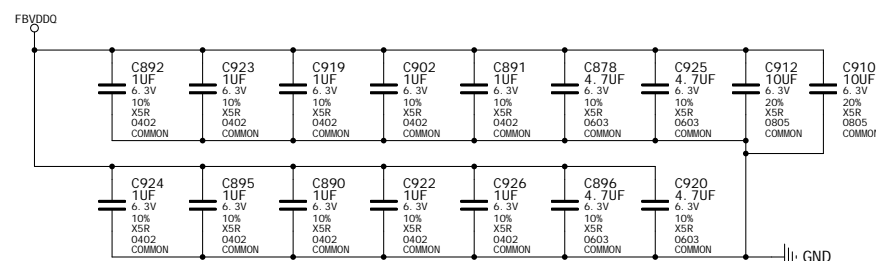 FBVDDQ
C892
1UF
6.3V
10%
X5R
0402
COMMON
C923
1UF
6.3V
10%
X5R
0402
COMMON
C919
1UF
6.3V
10%
X5R
0402
COMMON
C902
1UF
6.3V
10%
X5R
0402
COMMON
C891
1UF
6.3V
10%
X5R
0402
COMMON
C878
4.7UF
6.3V
10%
X5R
0603
COMMON
C925
4.7UF
6.3V
10%
X5R
0603
COMMON
C912
10UF
6.3V
20%
X5R
0805
COMMON
C910
10UF
6.3V
20%
X5R
0805
COMMON
C924
1UF
6.3V
10%
X5R
0402
COMMON
C895
1UF
6.3V
10%
X5R
0402
COMMON
C890
1UF
6.3V
10%
X5R
0402
COMMON
C922
1UF
6.3V
10%
X5R
0402
COMMON
C926
1UF
6.3V
10%
X5R
0402
COMMON
C896
4.7UF
6.3V
10%
X5R
0603
COMMON
C920
4.7UF
6.3V
10%
X5R
0603
COMMON
GND